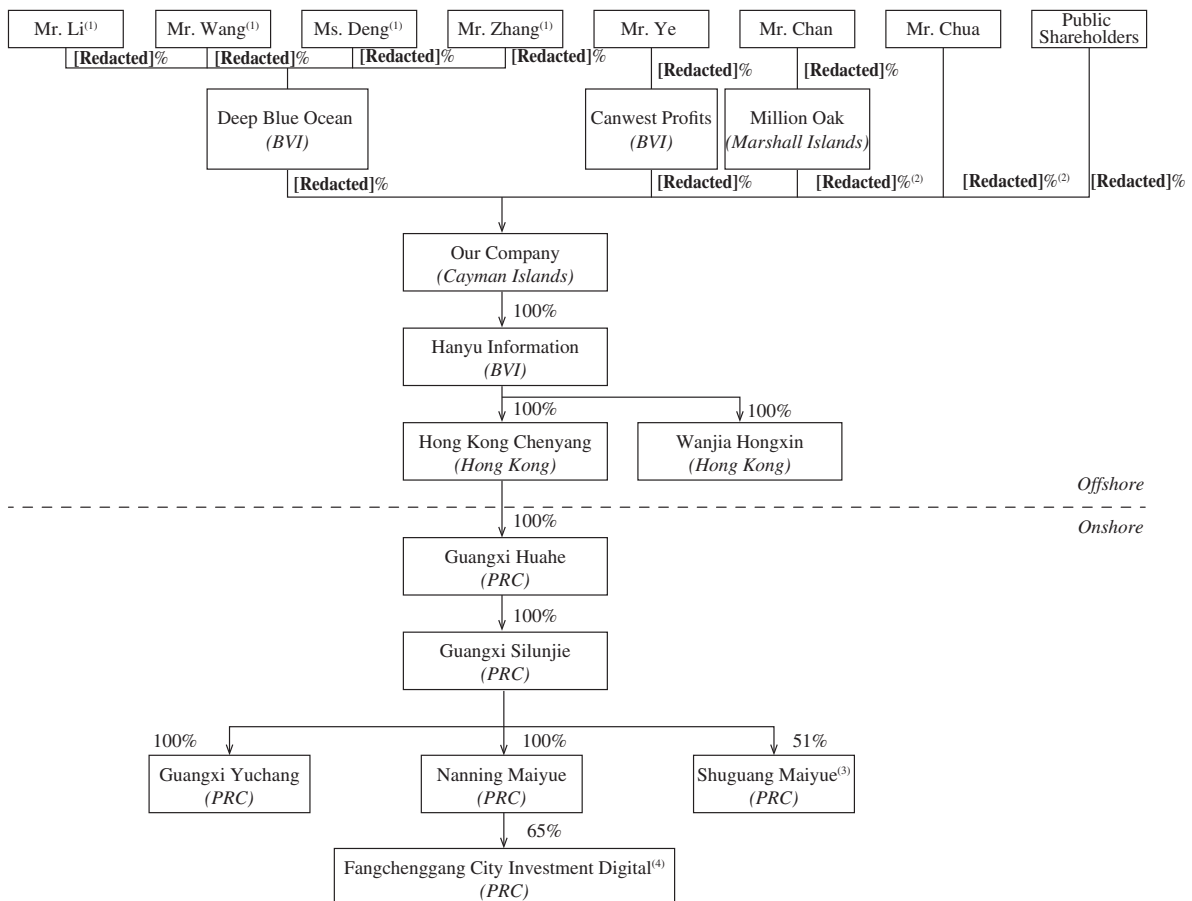 Mr. Li(1)
Mr. Wang(1)
Ms. Deng(1)
Mr. Zhang(1)
Mr. Ye
Mr. Chan
Mr. Chua
Public
Shareholders
[Redacted]%
[Redacted]%
[Redacted]%
[Redacted]%
[Redacted]%
[Redacted]%
Deep Blue Ocean
(BVI)
Canwest Profits
(BVI)
Million Oak
(Marshall Islands)
[Redacted]%
[Redacted]%
[Redacted]%(2)
[Redacted]%(2)
[Redacted]%
Our Company
(Cayman Islands)
100%
Hanyu Information
(BVI)
100%
100%
Hong Kong Chenyang
(Hong Kong)
Wanjia Hongxin
(Hong Kong)
Offshore
Onshore
100%
Guangxi Huahe
(PRC)
100%
Guangxi Silunjie
(PRC)
100%
100%
51%
Guangxi Yuchang
(PRC)
Nanning Maiyue
(PRC)
Shuguang Maiyue(3)
(PRC)
65%
Fangchenggang City Investment Digital(4)
(PRC)